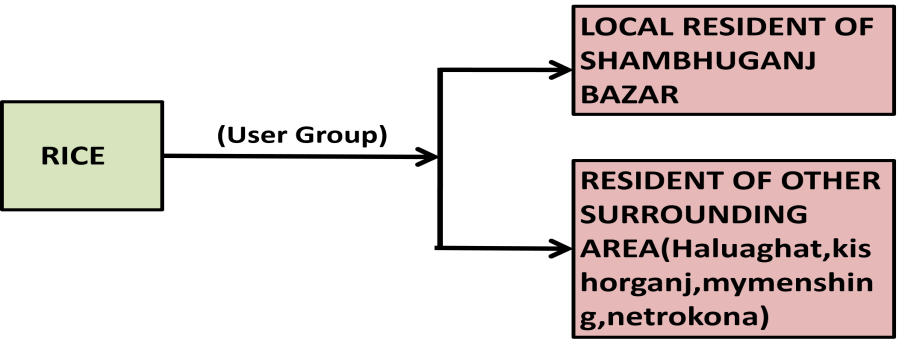 RICE
(User Group)
LOCAL RESIDENT OF
SHAMBHUGANJ
BAZAR
RESIDENT OF OTHER
SURROUNDING
AREA(Haluaghat,kis
horganj,mymenshin
g,netrokona)